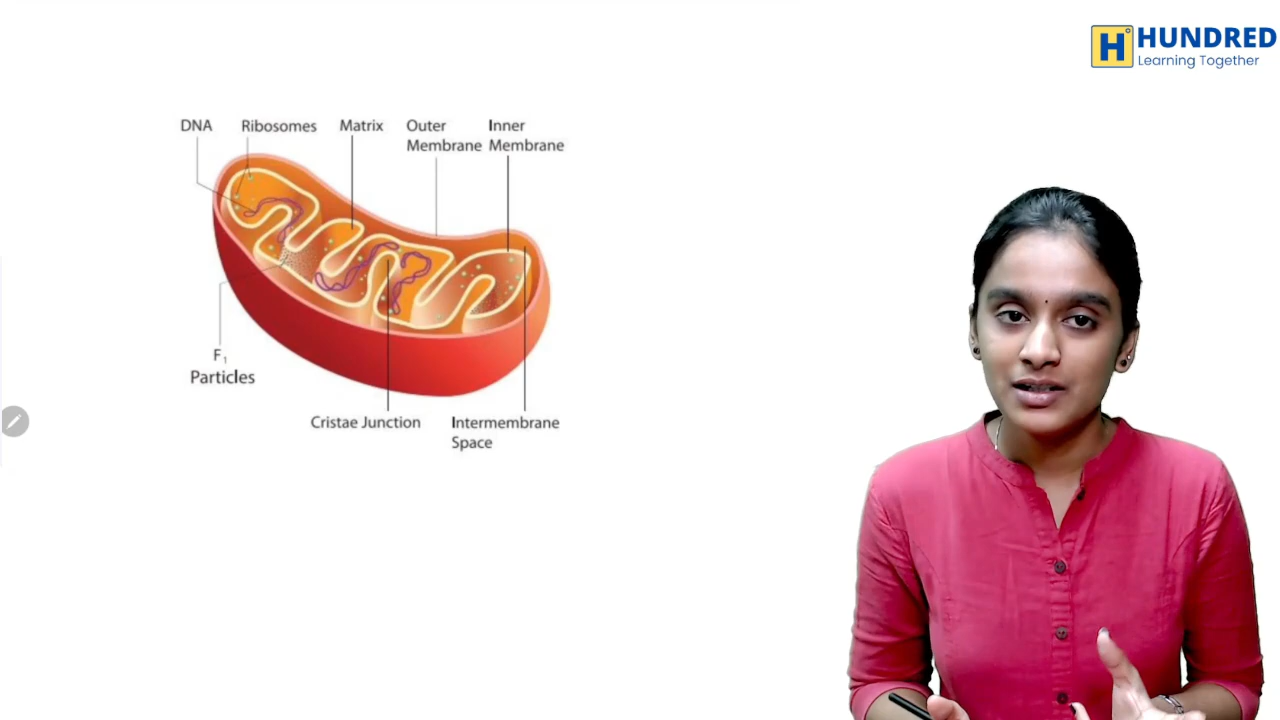 H° HUNDRED
Learning Together
DNA
Ribosomes
Matrix
Outer
Membrane
Inner
Membrane
F₁
Particles
Cristae Junction
Intermembrane
Space